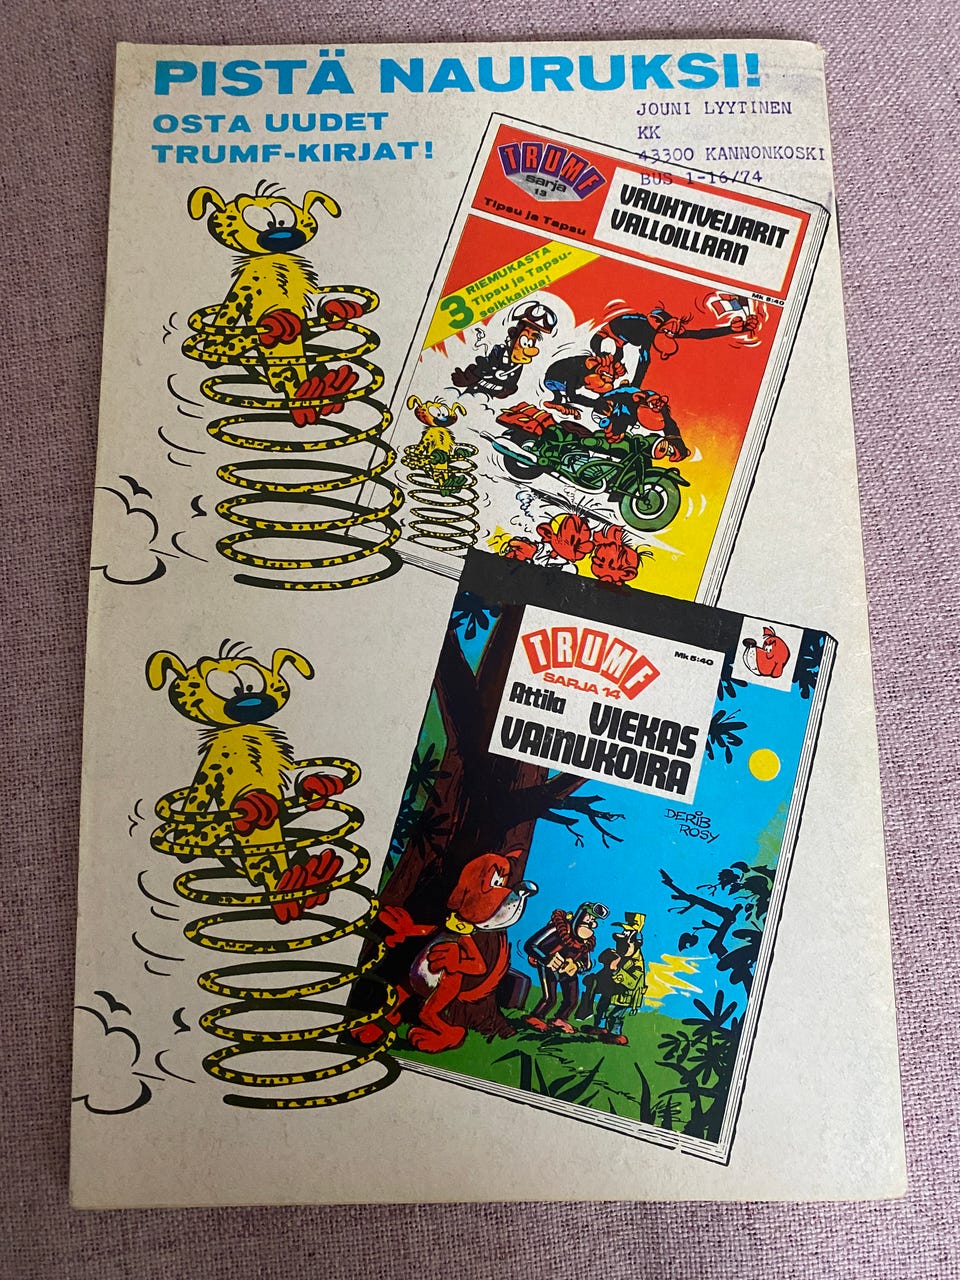 PISTÄ NAURUKSI!
OSTA UUDET
TRUMF-KIRJAT!
JOUNI LYYTINEN
KK
43300 KANNONKOSKI
BUS 1-16/74
TRUMF
sarja
13
Tipsu ja Tapsu
VAUHTIVEIJARIT
VALLOILLAAN
Mk 5:40
3 RIEMUKASTA
Tipsu ja Tapsu-
seikkailua!
TRUMF
SARJA 14
Mk 5:40
Attila VIEKAS
VAINUKOIRA
DERIB
ROSY